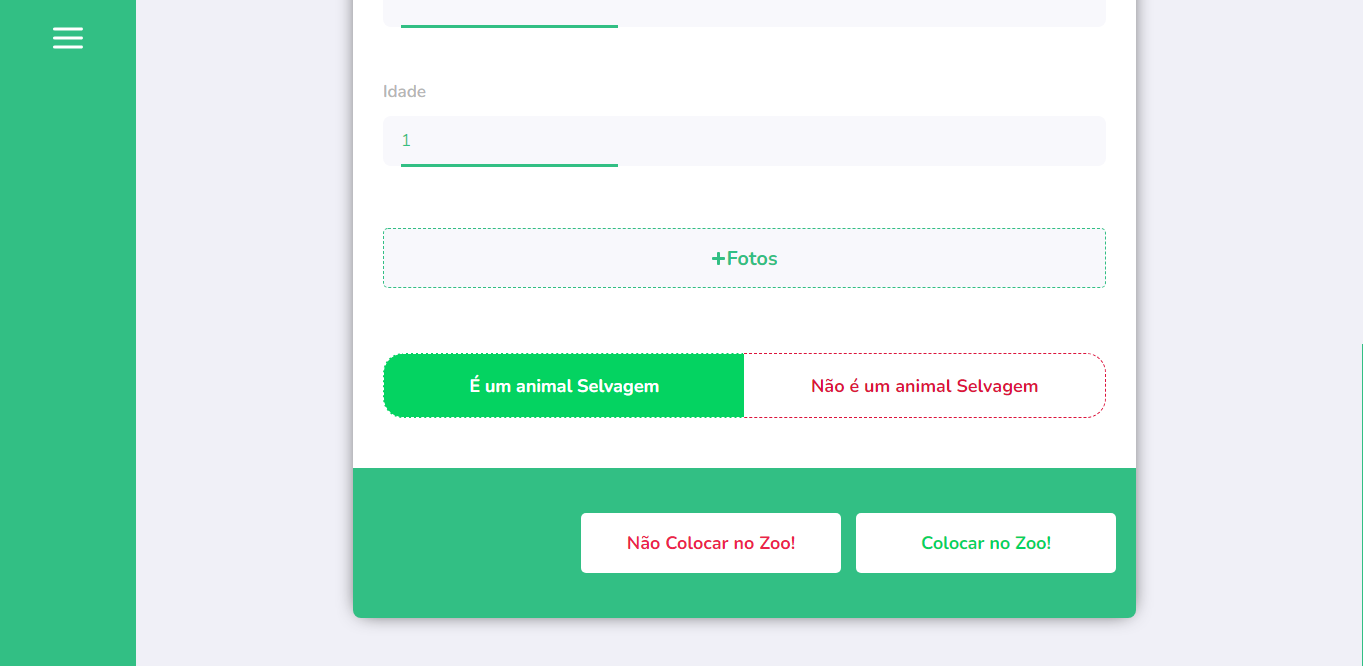 Idade
1
+Fotos
É um animal Selvagem
Não é um animal Selvagem
Não Colocar no Zoo!
Colocar no Zoo!